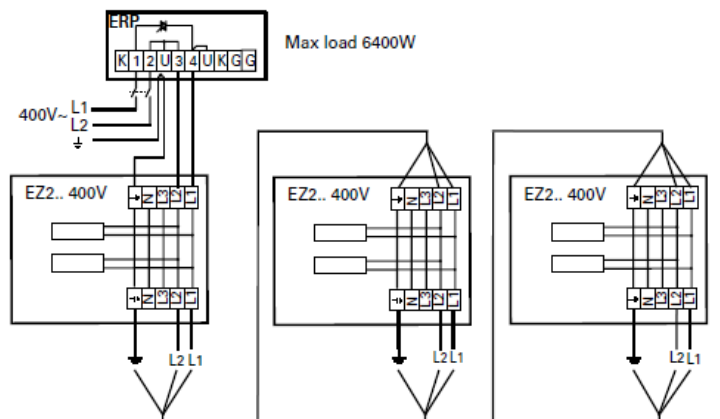 ERP
Max load 6400W
K 1 2 U 3 4 U K G G
400V~ L1
L2
EZ2.. 400V
N L3 L2 L1
N L3 L2 L1
L2 L1
EZ2.. 400V
N L3 L2 L1
N L3 L2 L1
L2 L1
EZ2.. 400V
N L3 L2 L1
N L3 L2 L1
L2 L1